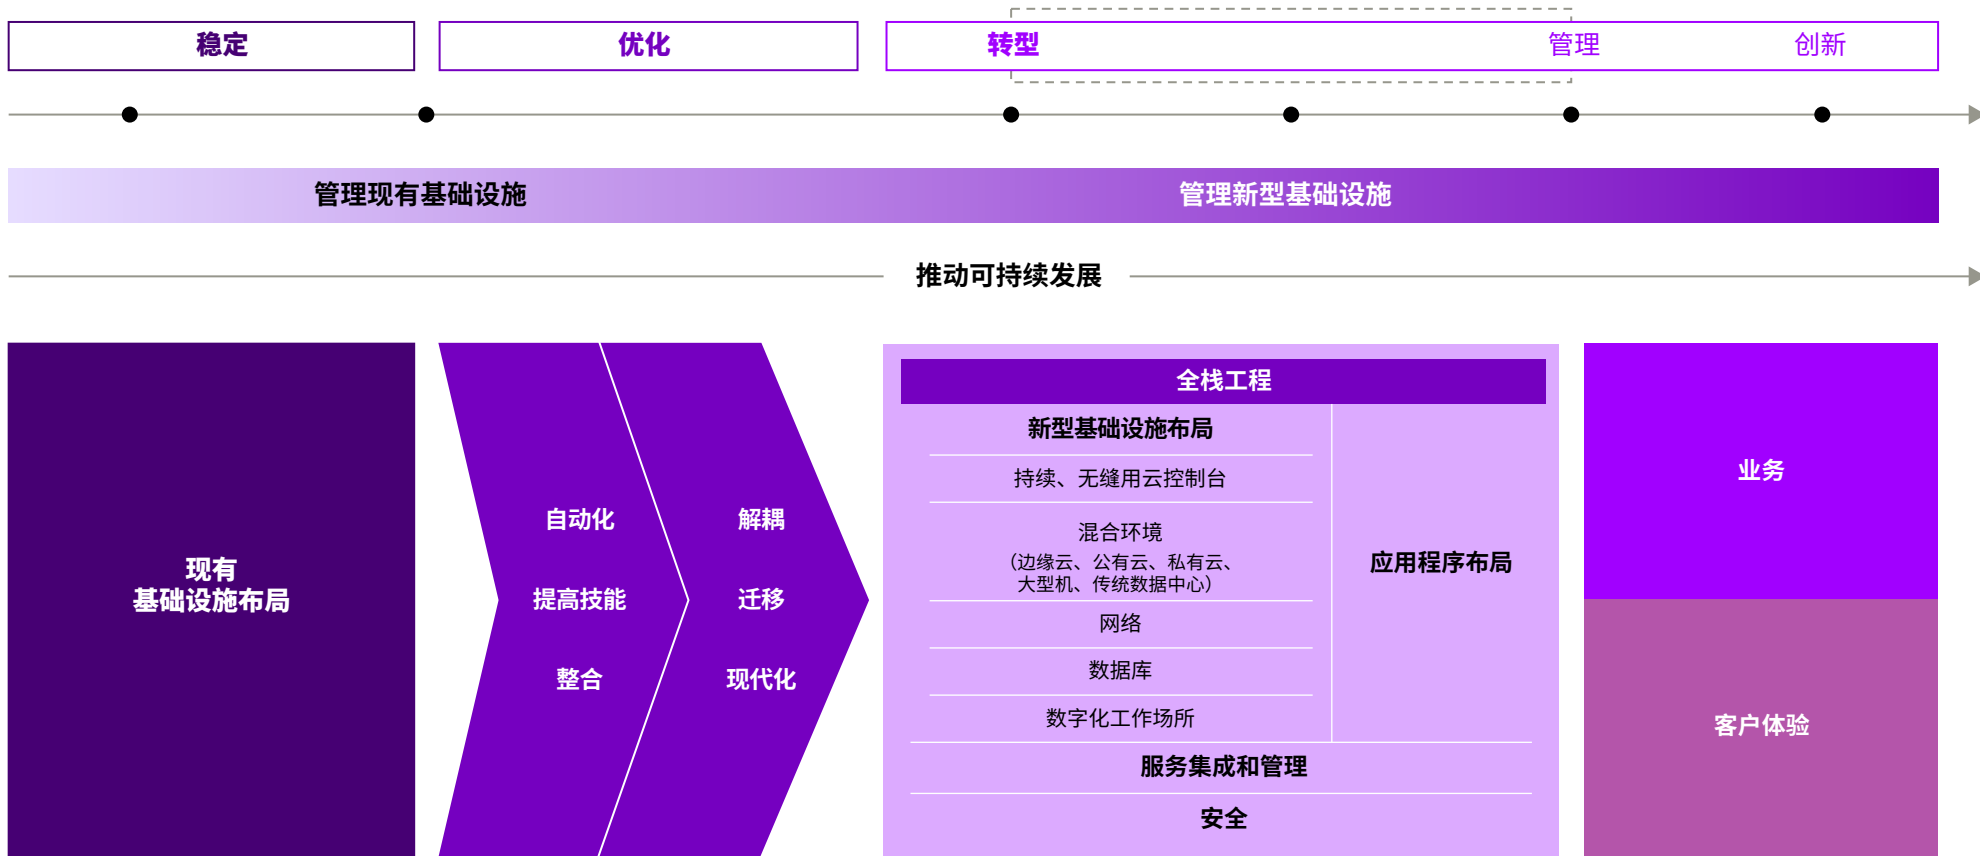 稳定
优化
转型
管理
创新
管理现有基础设施
管理新型基础设施
推动可持续发展
现有
基础设施布局
自动化
提高技能
整合
解耦
迁移
现代化
全栈工程
新型基础设施布局
持续、无缝用云控制台
混合环境
（边缘云、公有云、私有云、
大型机、传统数据中心）
网络
数据库
数字化工作场所
应用程序布局
服务集成和管理
安全
业务
客户体验